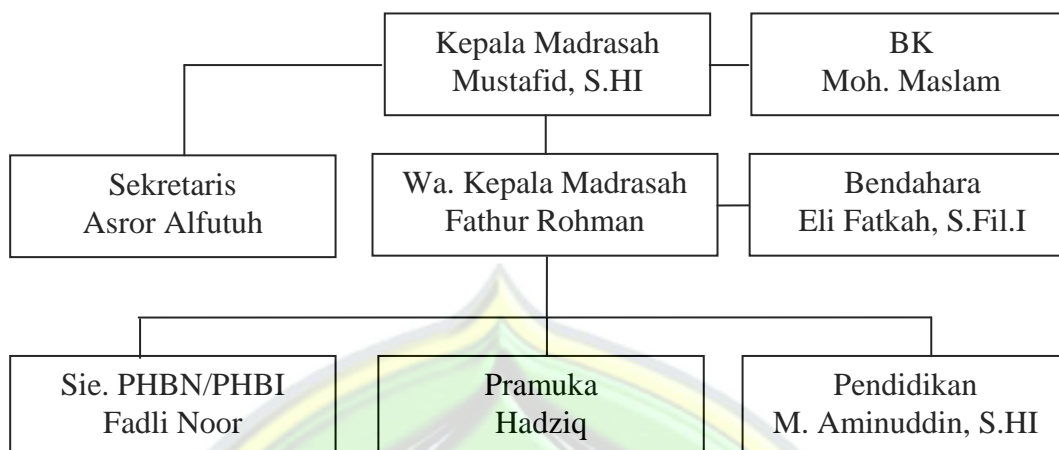 Kepala Madrasah
Mustafid, S.HI
BK
Moh. Maslam
Sekretaris
Asror Alfutuh
Wa. Kepala Madrasah
Fathur Rohman
Bendahara
Eli Fatkah, S.Fil.I
Sie. PHBN/PHBI
Fadli Noor
Pramuka
Hadziq
Pendidikan
M. Aminuddin, S.HI